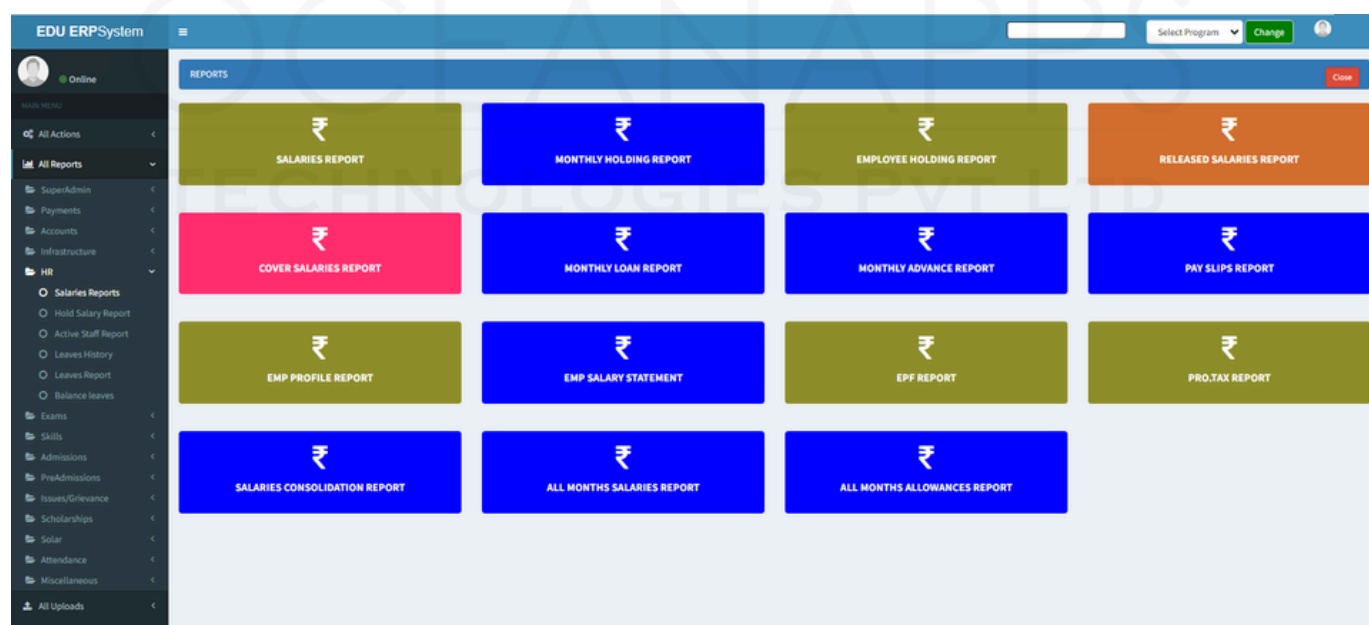 OCEANAPPS
TECHNOLOGIES PVT LTD
EDU ERPSystem
Select Program
Change
Online
REPORTS
Close
MAIN MENU
All Actions
All Reports
SuperAdmin
Payments
Accounts
Infrastructure
HR
Salaries Reports
Hold Salary Report
Active Staff Report
Leaves History
Leaves Report
Balance leaves
Exams
Skills
Admissions
PreAdmissions
Issues/Grievance
Scholarships
Solar
Attendance
Miscellaneous
All Uploads
₹ ₹ ₹ ₹
SALARIES REPORT MONTHLY HOLDING REPORT EMPLOYEE HOLDING REPORT RELEASED SALARIES REPORT
₹ ₹ ₹ ₹
COVER SALARIES REPORT MONTHLY LOAN REPORT MONTHLY ADVANCE REPORT PAY SLIPS REPORT
₹ ₹ ₹ ₹
EMP PROFILE REPORT EMP SALARY STATEMENT EPF REPORT PRO.TAX REPORT
₹ ₹ ₹
SALARIES CONSOLIDATION REPORT ALL MONTHS SALARIES REPORT ALL MONTHS ALLOWANCES REPORT